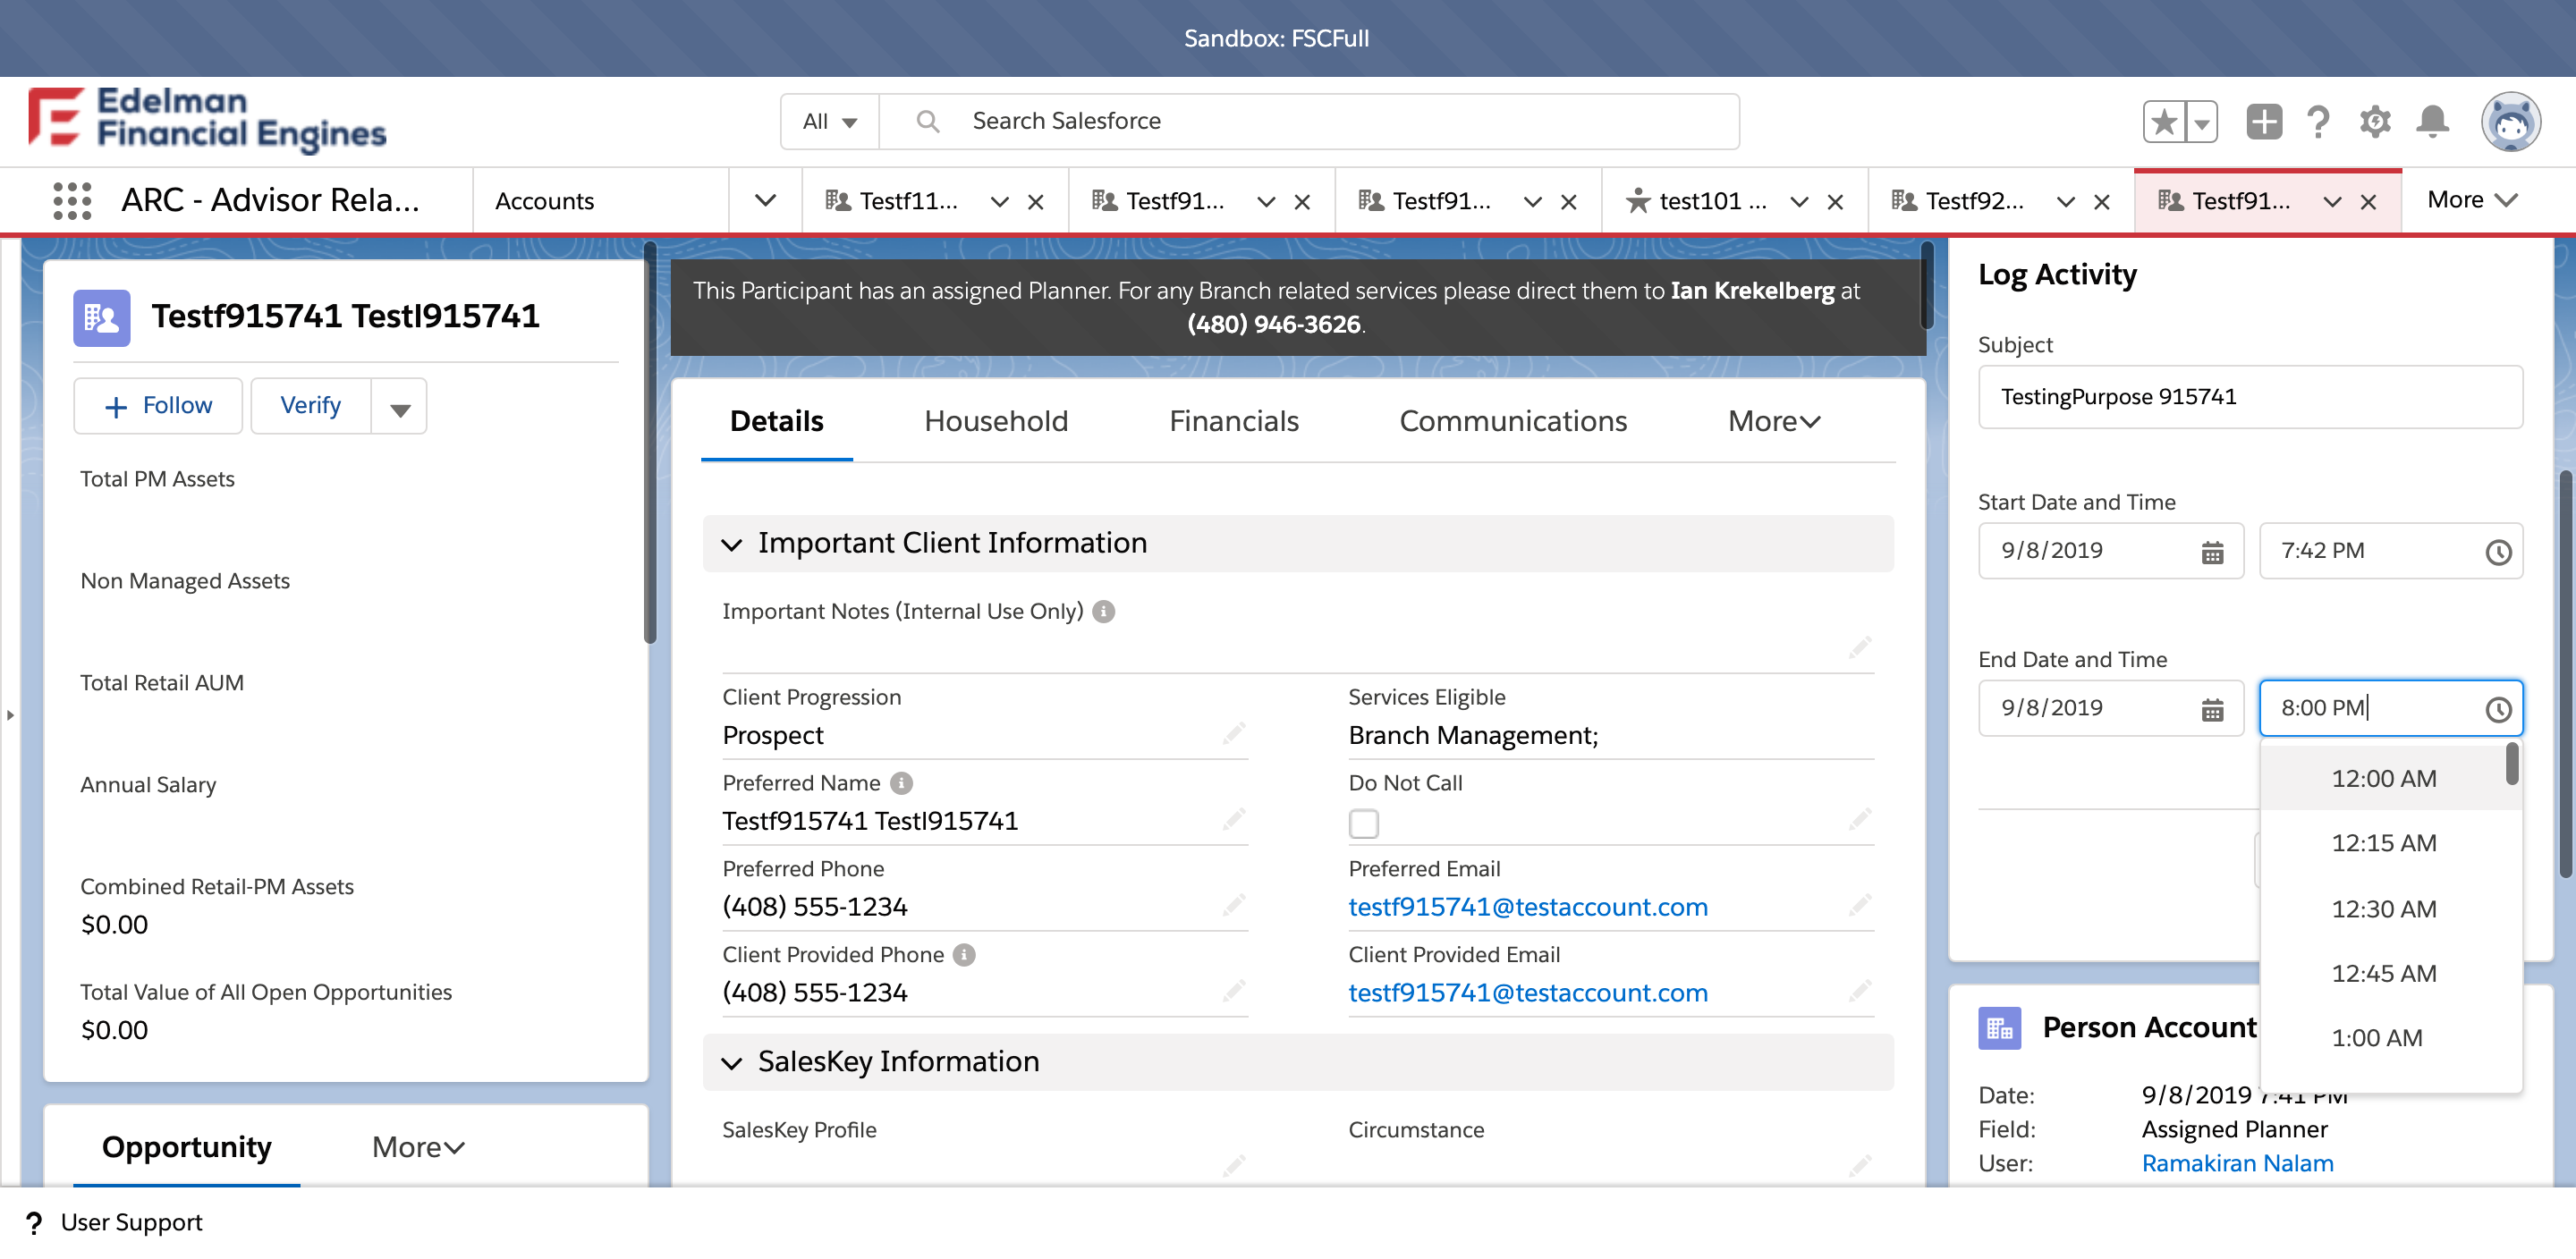 Sandbox: FSCFull
Edelman
Financial Engines
All
Search Salesforce
ARC - Advisor Rela...
Accounts
Testf11...
Testf91...
Testf91...
test101 ...
Testf92...
Testf91...
More
Testf915741 Testl915741
Follow
Verify
Total PM Assets
Non Managed Assets
Total Retail AUM
Annual Salary
Combined Retail-PM Assets
$0.00
Total Value of All Open Opportunities
$0.00
Opportunity
More
This Participant has an assigned Planner. For any Branch related services please direct them to Ian Krekelberg at
(480) 946-3626.
Details
Household
Financials
Communications
More
Important Client Information
Important Notes (Internal Use Only)
Client Progression
Prospect
Services Eligible
Branch Management;
Preferred Name
Testf915741 Testl915741
Do Not Call
Preferred Phone
(408) 555-1234
Preferred Email
testf915741@testaccount.com
Client Provided Phone
(408) 555-1234
Client Provided Email
testf915741@testaccount.com
SalesKey Information
SalesKey Profile
Circumstance
Log Activity
Subject
TestingPurpose 915741
Start Date and Time
9/8/2019
7:42 PM
End Date and Time
9/8/2019
8:00 PM
12:00 AM
12:15 AM
12:30 AM
12:45 AM
1:00 AM
Person Account
Date:
9/8/2019 7:41 PM
Field:
Assigned Planner
User:
Ramakiran Nalam
? User Support